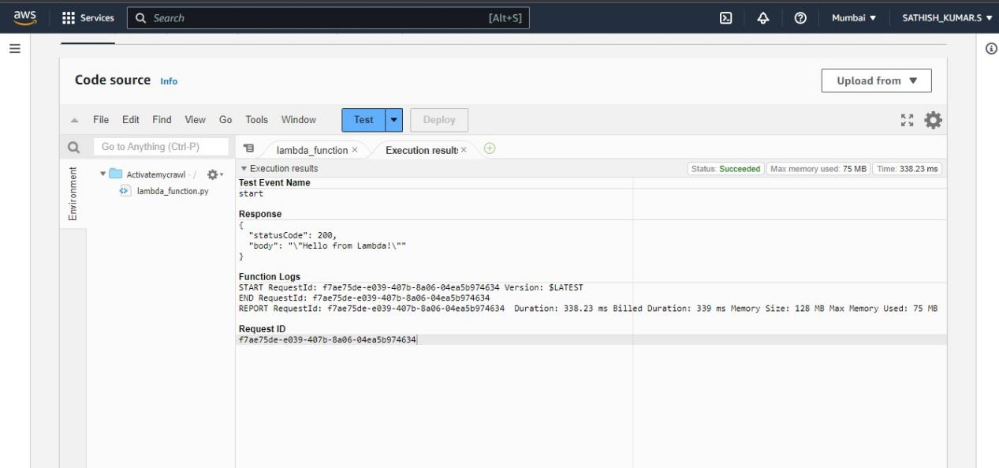 aws Services Search [Alt+S] Mumbai SATHISH_KUMAR.S
Code source Info Upload from
File Edit Find View Go Tools Window Test Deploy
Go to Anything (Ctrl-P) lambda_function Execution results
Environment
Activatemycrawl - /
lambda_function.py
Execution results Status: Succeeded Max memory used: 75 MB Time: 338.23 ms
Test Event Name
start
Response
{
"statusCode": 200,
"body": "\"Hello from Lambda!\""
}
Function Logs
START RequestId: f7ae75de-e039-407b-8a06-04ea5b974634 Version: $LATEST
END RequestId: f7ae75de-e039-407b-8a06-04ea5b974634
REPORT RequestId: f7ae75de-e039-407b-8a06-04ea5b974634 Duration: 338.23 ms Billed Duration: 339 ms Memory Size: 128 MB Max Memory Used: 75 MB
Request ID
f7ae75de-e039-407b-8a06-04ea5b974634